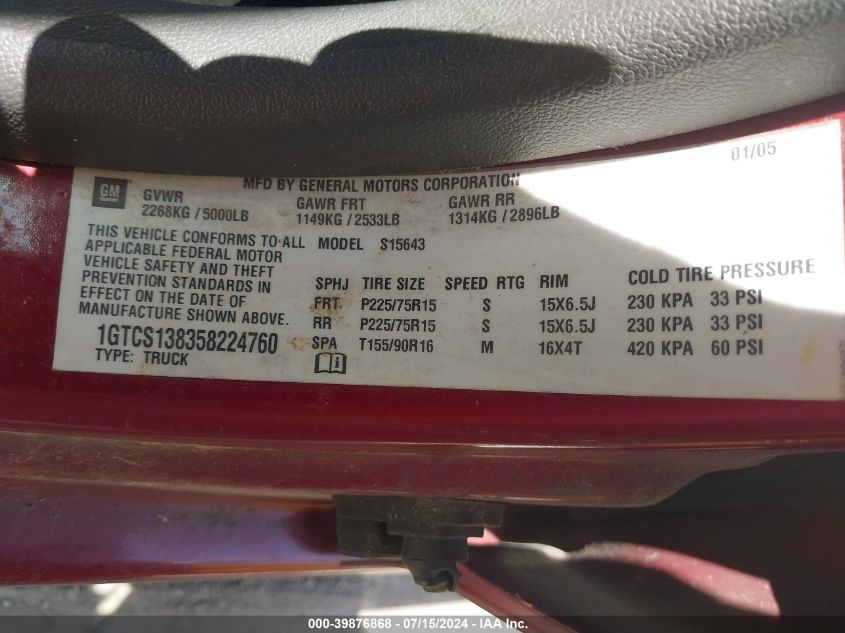 01/05
GM
MFD BY GENERAL MOTORS CORPORATION
GVWR GAWR FRT GAWR RR
2268KG / 5000LB 1149KG / 2533LB 1314KG / 2896LB
THIS VEHICLE CONFORMS TO ALL MODEL S15643
APPLICABLE FEDERAL MOTOR
VEHICLE SAFETY AND THEFT
PREVENTION STANDARDS IN
EFFECT ON THE DATE OF
MANUFACTURE SHOWN ABOVE.
SPHJ TIRE SIZE SPEED RTG RIM COLD TIRE PRESSURE
FRT P225/75R15 S 15X6.5J 230 KPA 33 PSI
RR P225/75R15 S 15X6.5J 230 KPA 33 PSI
SPA T155/90R16 M 16X4T 420 KPA 60 PSI
1GTCS138358224760
TYPE: TRUCK
000-39876868 - 07/15/2024 - IAA Inc.